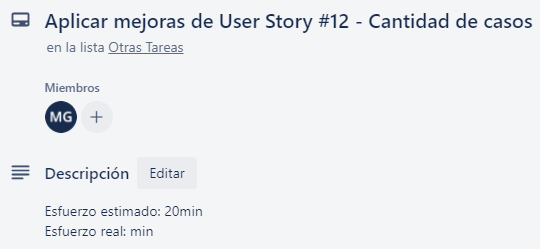 Aplicar mejoras de User Story #12 - Cantidad de casos
en la lista Otras Tareas
Miembros
MG +
Descripción Editar
Esfuerzo estimado: 20min
Esfuerzo real: min